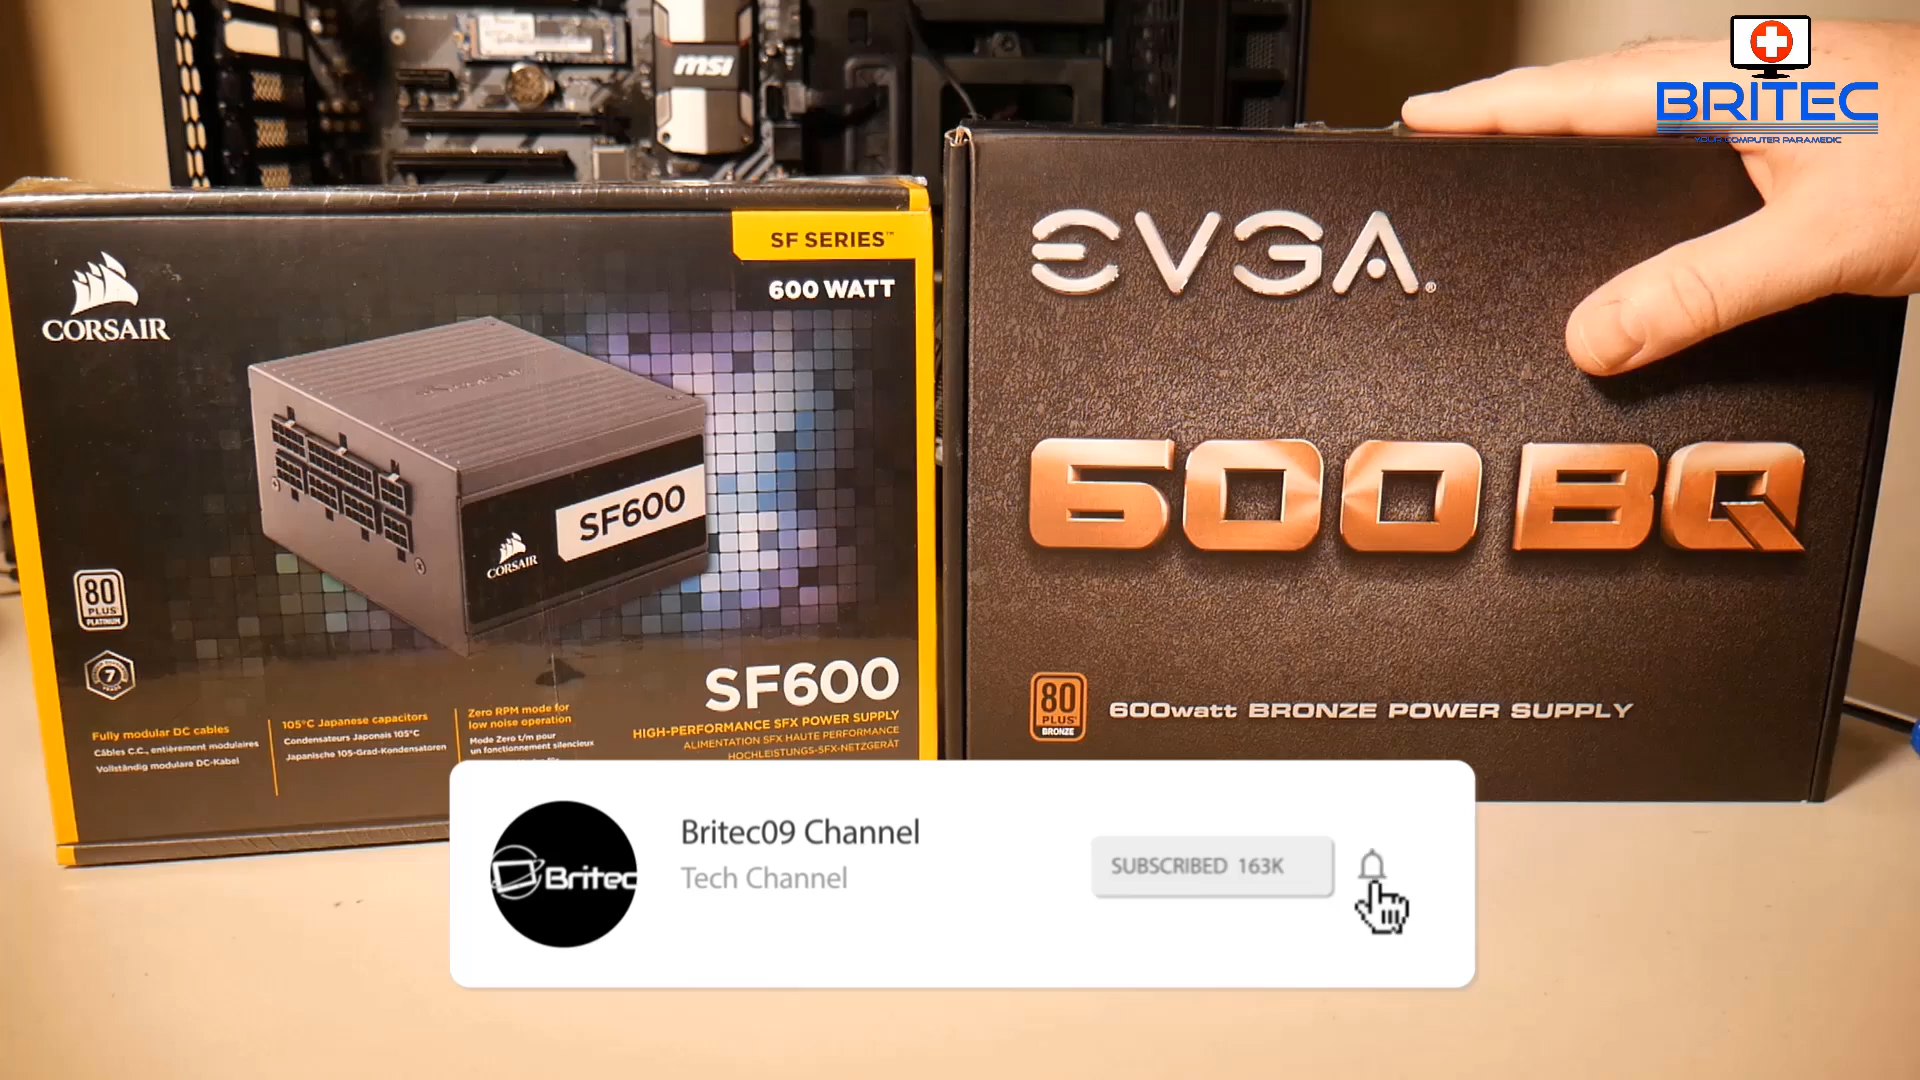 msi
BRITEC
YOUR COMPUTER PARAMEDIC
SF SERIES™
600 WATT
CORSAIR
SF600
CORSAIR
80
PLUS
PLATINUM
7
SF600
HIGH-PERFORMANCE SFX POWER SUPPLY
ALIMENTATION SFX HAUTE PERFORMANCE
HOCHLEISTUNGS-SFX-NETZGERÄT
Fully modular DC cables
Câbles C.C., entièrement modulaires
Vollständig modulare DC-Kabel
105°C Japanese capacitors
Condensateurs Japonais 105°C
Japanische 105-Grad-Kondensatoren
Zero RPM mode for
low noise operation
Mode Zero t/m pour
un fonctionnement silencieux
EVGA®
600 BQ
80
PLUS
BRONZE
600watt BRONZE POWER SUPPLY
Britec
Britec09 Channel
Tech Channel
SUBSCRIBED 163K